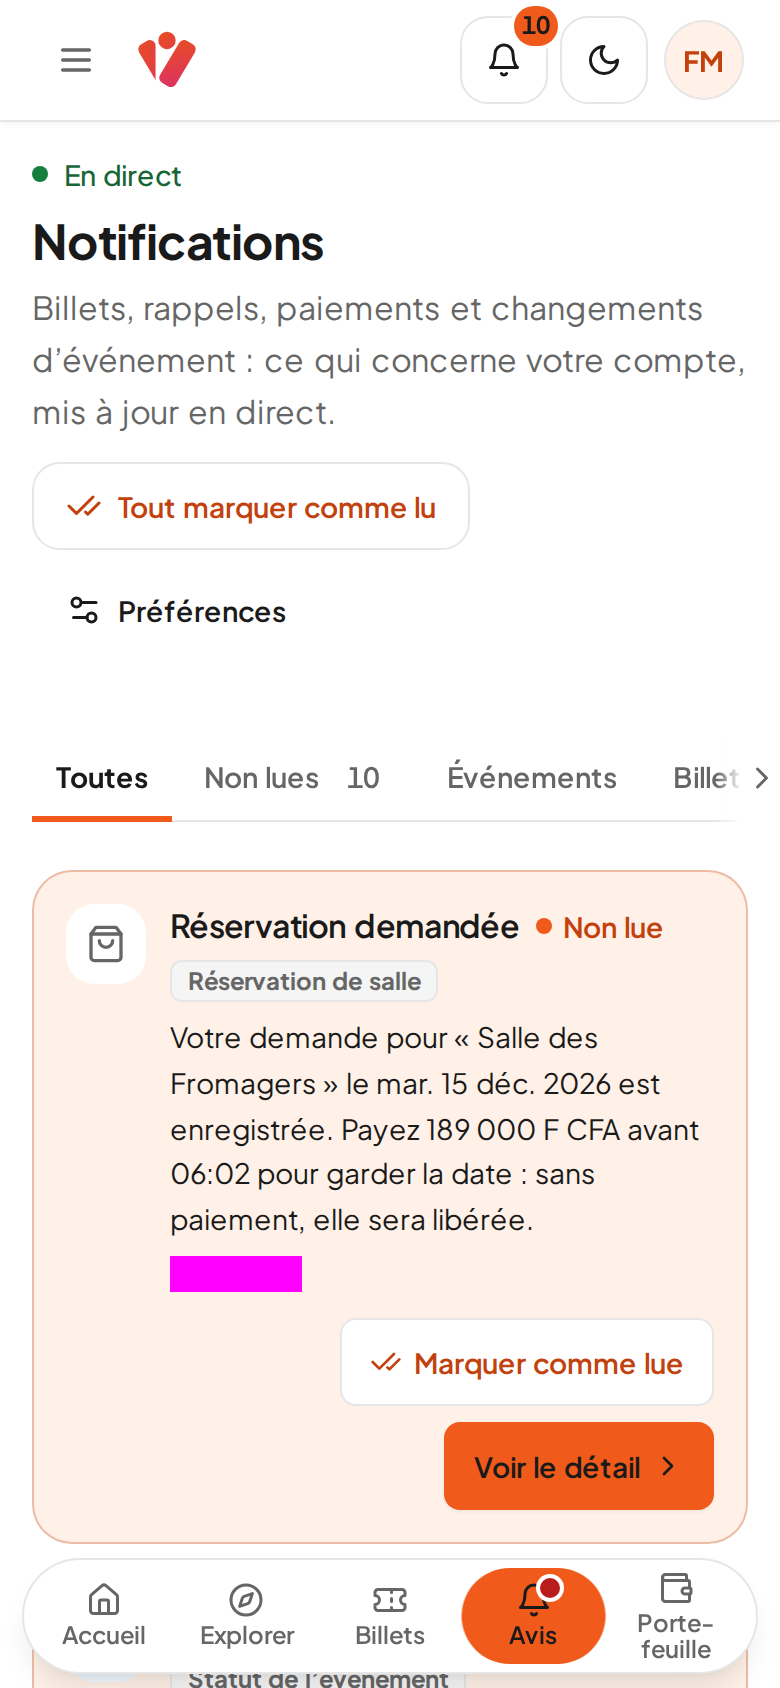 10
FM
En direct
Notifications
Billets, rappels, paiements et changements
d’événement : ce qui concerne votre compte,
mis à jour en direct.
Tout marquer comme lu
Préférences
Toutes
Non lues 10
Événements
Billet
Réservation demandée
Non lue
Réservation de salle
Votre demande pour « Salle des
Fromagers » le mar. 15 déc. 2026 est
enregistrée. Payez 189 000 F CFA avant
06:02 pour garder la date : sans
paiement, elle sera libérée.
Marquer comme lue
Voir le détail
Accueil
Explorer
Billets
Avis
Porte-
feuille
Statut de l’événement